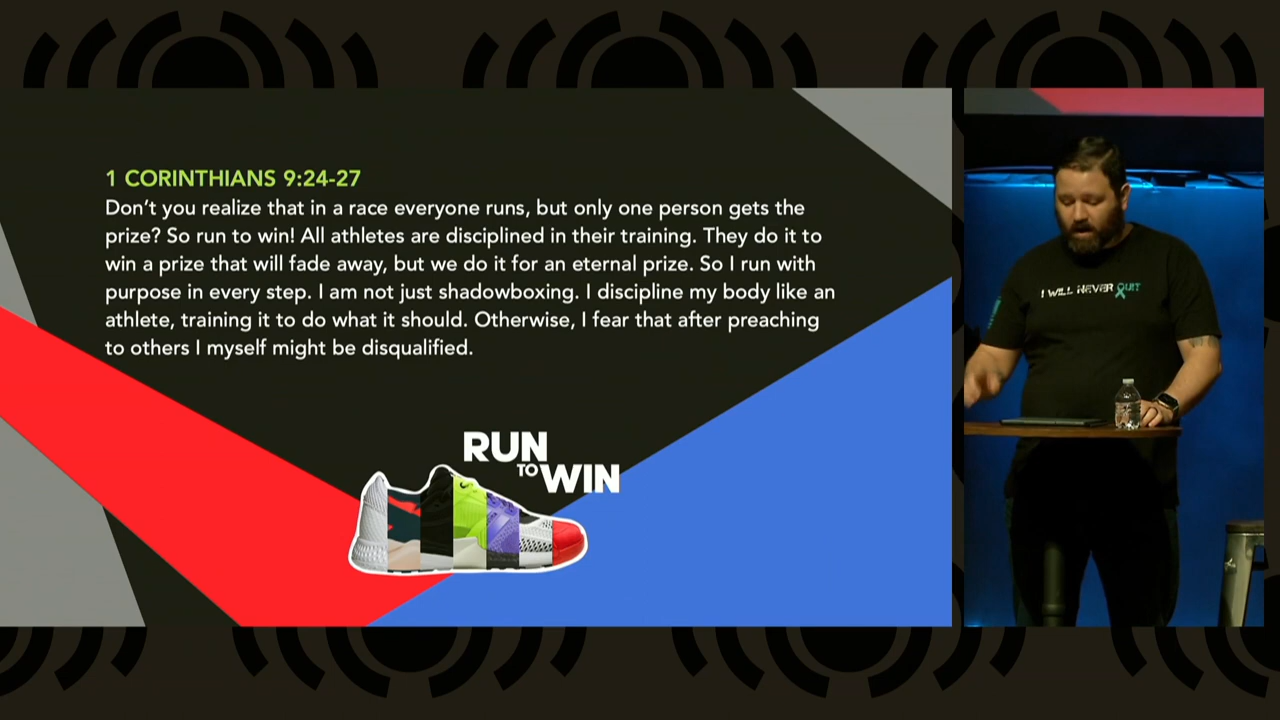 1 CORINTHIANS 9:24-27
Don’t you realize that in a race everyone runs, but only one person gets the
prize? So run to win! All athletes are disciplined in their training. They do it to
win a prize that will fade away, but we do it for an eternal prize. So I run with
purpose in every step. I am not just shadowboxing. I discipline my body like an
athlete, training it to do what it should. Otherwise, I fear that after preaching
to others I myself might be disqualified.
RUN
TO WIN
I WILL NEVER QUIT